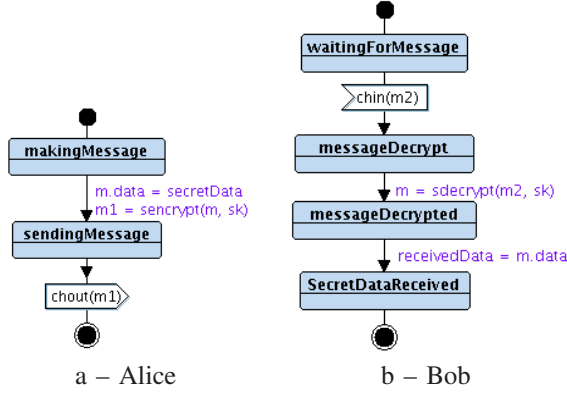 makingMessage
m.data = secretData
m1 = sencrypt(m, sk)
sendingMessage
chout(m1)
a – Alice
waitingForMessage
chin(m2)
messageDecrypt
m = sdecrypt(m2, sk)
messageDecrypted
receivedData = m.data
SecretDataReceived
b – Bob